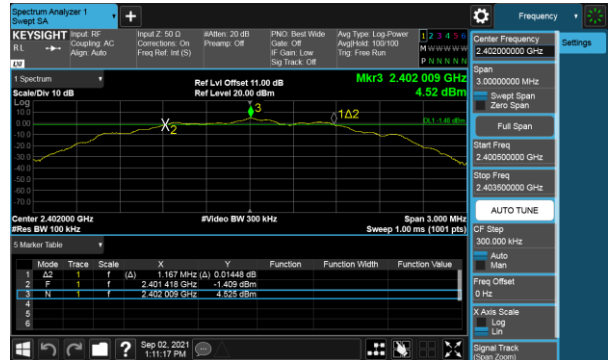 Spectrum Analyzer 1
Swept SA
+
Frequency
KEYSIGHT
RL
Input: RF
Coupling: AC
Align: Auto
Input Z: 50 Ω
Corrections: On
Freq Ref: Int (S)
#Atten: 20 dB
Preamp: Off
PNO: Best Wide
Gate: Off
IF Gain: Low
Sig Track: Off
Avg Type: Log-Power
Avg|Hold: 100/100
Trig: Free Run
1 2 3 4 5 6
M W W W W W
P N N N N N
1 Spectrum
Scale/Div 10 dB
Ref Lvl Offset 11.00 dB
Ref Level 20.00 dBm
Mkr3 2.402 009 GHz
4.52 dBm
Log
10.0
0.00
-10.0
-20.0
-30.0
-40.0
-50.0
-60.0
-70.0
2
3
1Δ2
DL1 -1.48 dBm
Center 2.402000 GHz
#Res BW 100 kHz
#Video BW 300 kHz
Span 3.000 MHz
Sweep 1.00 ms (1001 pts)
5 Marker Table
Mode Trace Scale X Y Function Function Width Function Value
1 Δ2 1 f (Δ) 1.167 MHz (Δ) 0.01448 dB
2 F 1 f 2.401 418 GHz -1.409 dBm
3 N 1 f 2.402 009 GHz 4.525 dBm
4
5
6
Sep 02, 2021
1:11:17 PM
Center Frequency
2.402000000 GHz
Span
3.00000000 MHz
Swept Span
Zero Span
Full Span
Start Freq
2.400500000 GHz
Stop Freq
2.403500000 GHz
AUTO TUNE
CF Step
300.000 kHz
Auto
Man
Freq Offset
0 Hz
X Axis Scale
Log
Lin
Signal Track
(Span Zoom)
Settings